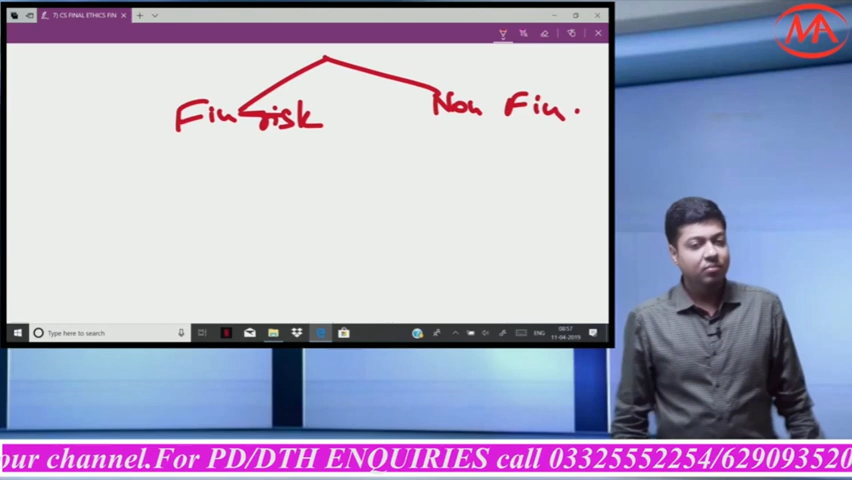 7) CS FINAL ETHICS FIN
MA
Fin risk Non Fin.
Type here to search
ENG
08:57
11-04-2019
our channel.For PD/DTH ENQUIRIES call 03325552254/629093520